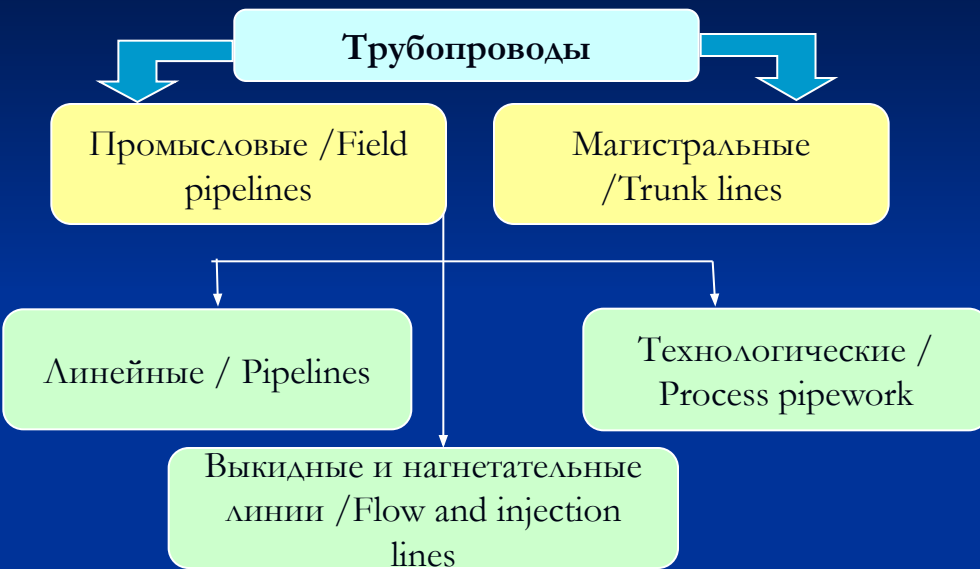 Трубопроводы
Промысловые /Field
pipelines
Магистральные
/Trunk lines
Линейные / Pipelines
Технологические /
Process pipework
Выкидные и нагнетательные
линии /Flow and injection
lines